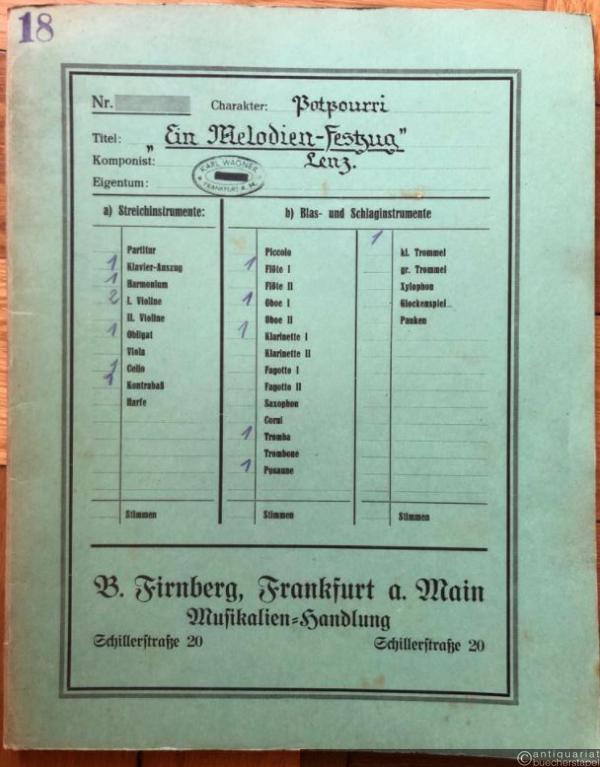 18
Nr. Charakter: Potpourri
Titel: „Ein Melodien-Festzug"
Komponist: Lenz.
Eigentum:
KARL WAGNER
FRANKFURT A. M.
a) Streichinstrumente:
Partitur
1 Klavier-Auszug
1 Harmonium
2 I. Violine
II. Violine
1 Obligat
Viola
1 Cello
1 Kontrabaß
Harfe
Stimmen
b) Blas- und Schlaginstrumente
Piccolo
1 Flöte I
Flöte II
1 Oboe I
Oboe II
1 Klarinette I
Klarinette II
Fagotto I
Fagotto II
Saxophon
Corni
1 Tromba
Trombone
1 Posaune
Stimmen
1
kl. Trommel
gr. Trommel
Xylophon
Glockenspiel
Pauken
Stimmen
B. Firnberg, Frankfurt a. Main
Musikalien-Handlung
Schillerstraße 20 Schillerstraße 20
antiquariat
buecherstapel